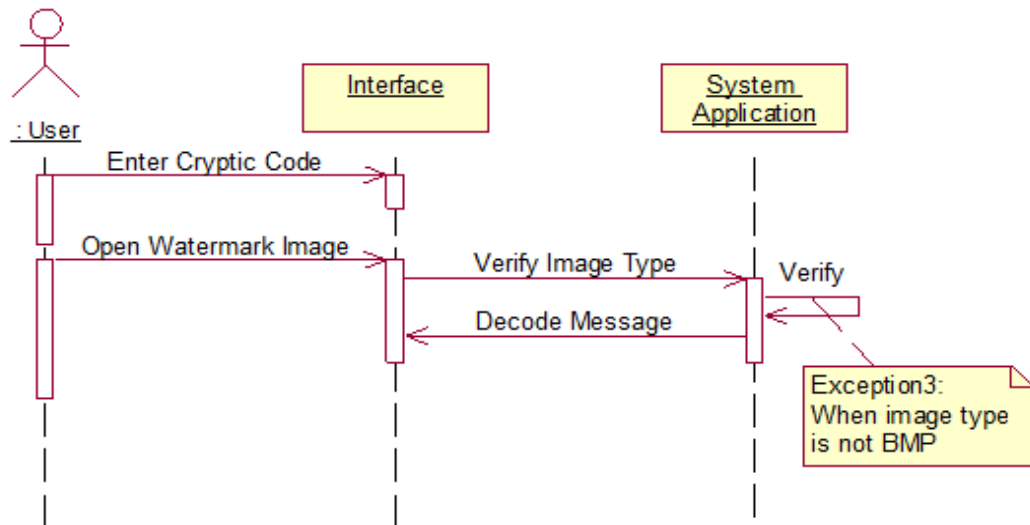 : User
Interface
System
Application
Enter Cryptic Code
Open Watermark Image
Verify Image Type
Verify
Decode Message
Exception3:
When image type
is not BMP